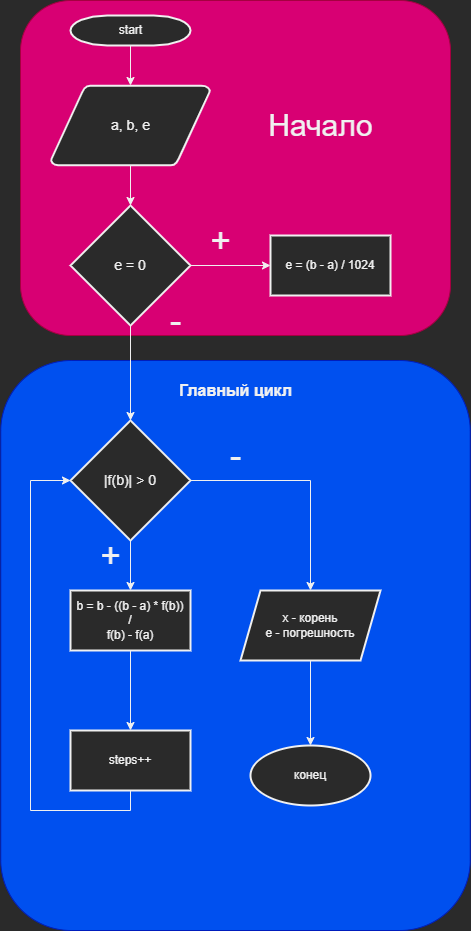 start
a, b, e
Начало
e = 0
+
e = (b - a) / 1024
-
Главный цикл
|f(b)| > 0
-
+
b = b - ((b - a) * f(b))
/
f(b) - f(a)
x - корень
e - погрешность
steps++
конец